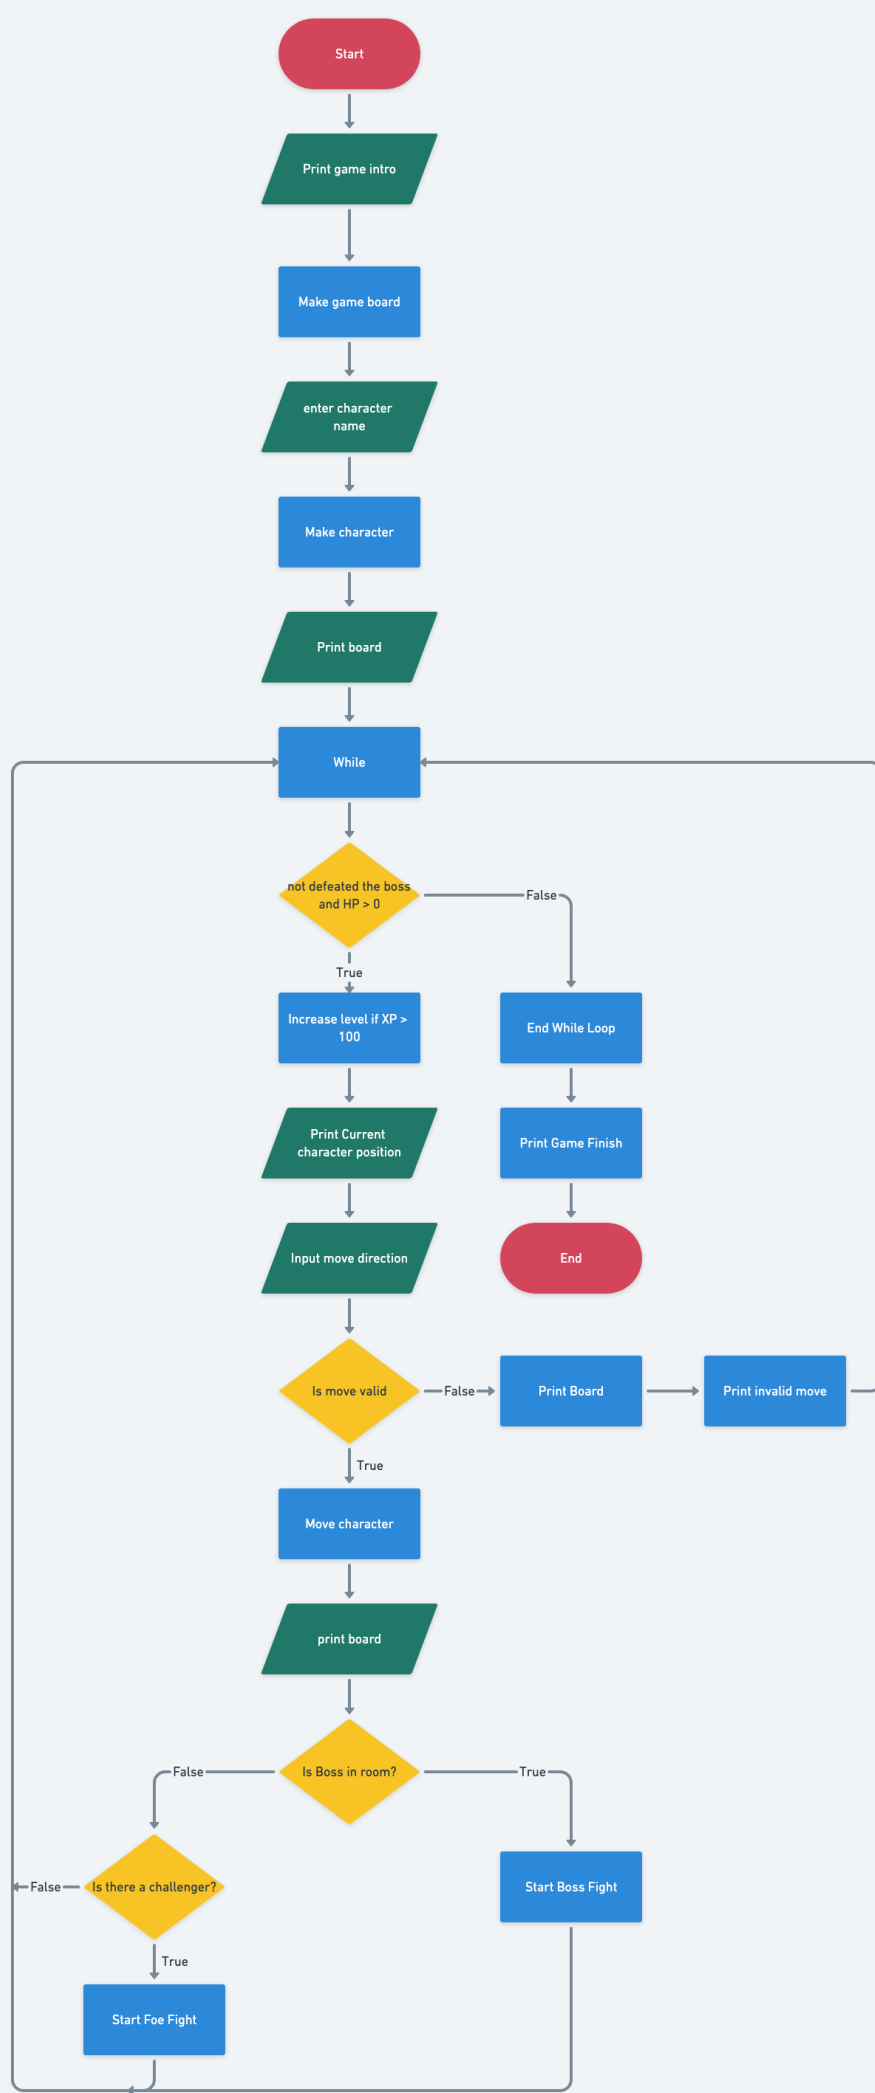 Start
Print game intro
Make game board
enter character
name
Make character
Print board
While
not defeated the boss
and HP > 0
False
True
Increase level if XP >
100
End While Loop
Print Current
character position
Print Game Finish
Input move direction
End
Is move valid
False
Print Board
Print invalid move
True
Move character
print board
False
Is Boss in room?
True
False
Is there a challenger?
Start Boss Fight
True
Start Foe Fight